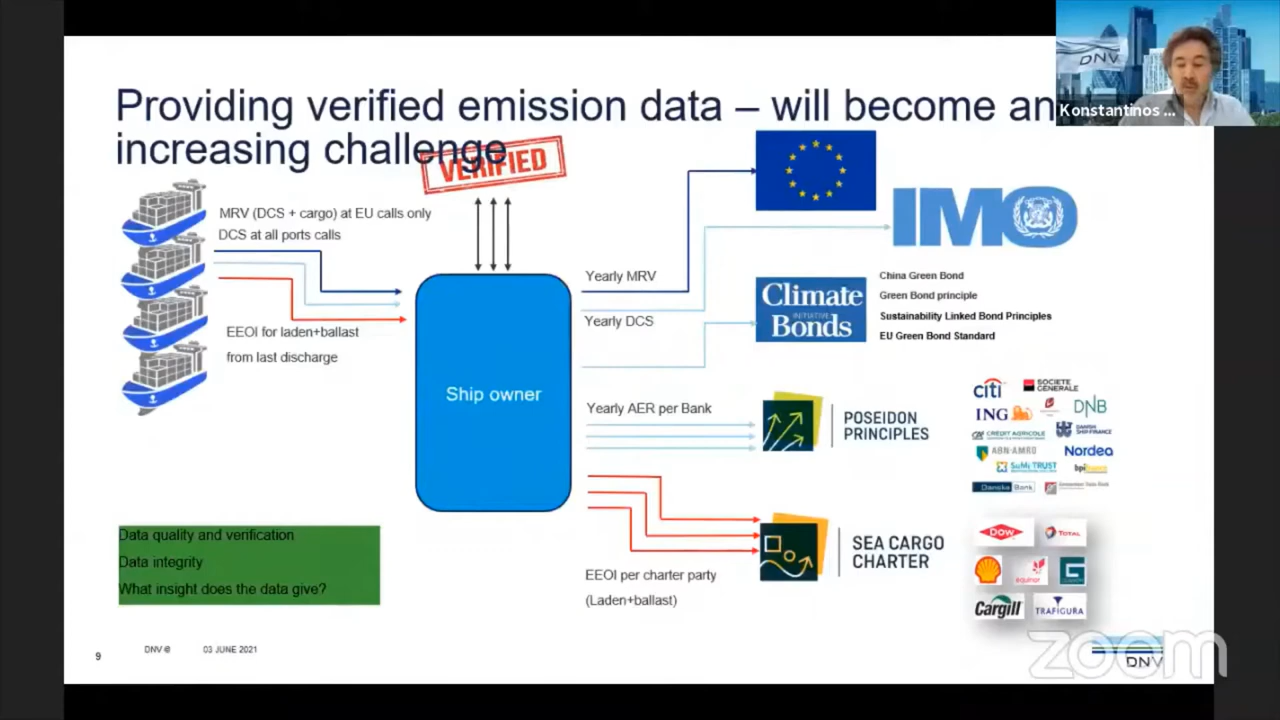 Providing verified emission data – will become an
increasing challenge
VERIFIED
DNV
Konstantinos ...
MRV (DCS + cargo) at EU calls only
DCS at all ports calls
EEOI for laden+ballast
from last discharge
Ship owner
Yearly MRV
Yearly DCS
Yearly AER per Bank
EEOI per charter party
(Laden+ballast)
IMO
Climate
INITIATIVE
Bonds
China Green Bond
Green Bond principle
Sustainability Linked Bond Principles
EU Green Bond Standard
POSEIDON
PRINCIPLES
citi
SOCIETE
GENERALE
ING
DNB
CRÉDIT AGRICOLE
DANISH
SHIP FINANCE
ABN·AMRO
Nordea
SuMi TRUST
bpi
Danske Bank
SEA CARGO
CHARTER
DOW
TOTAL
equinor
Cargill
TRAFIGURA
Data quality and verification
Data integrity
What insight does the data give?
9
DNV ©
03 JUNE 2021
zoom
DNV